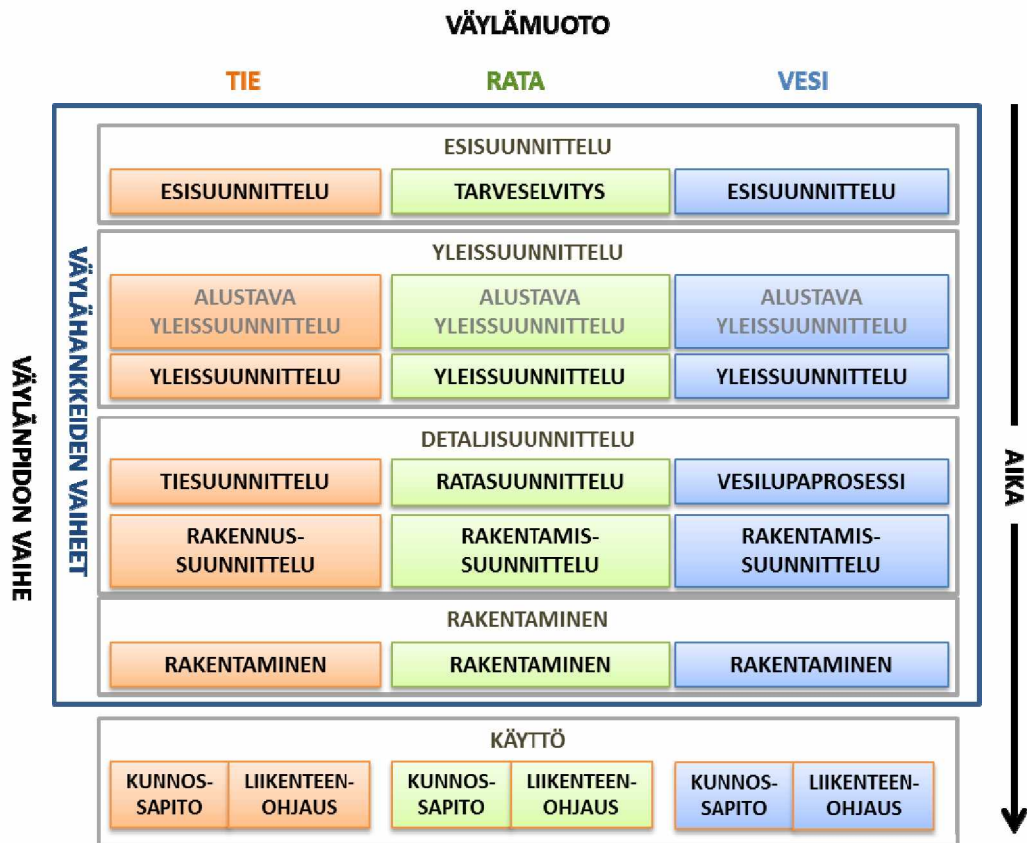 VÄYLÄMUOTO
TIE RATA VESI
ESISUUNNITTELU
ESISUUNNITTELU TARVESELVITYS ESISUUNNITTELU
YLEISSUUNNITTELU
ALUSTAVA ALUSTAVA ALUSTAVA
YLEISSUUNNITTELU YLEISSUUNNITTELU YLEISSUUNNITTELU
YLEISSUUNNITTELU YLEISSUUNNITTELU YLEISSUUNNITTELU
DETALJISUUNNITTELU
TIESUUNNITTELU RATASUUNNITTELU VESILUPAPROSESSI
RAKENNUS- RAKENTAMIS- RAKENTAMIS-
SUUNNITTELU SUUNNITTELU SUUNNITTELU
RAKENTAMINEN
RAKENTAMINEN RAKENTAMINEN RAKENTAMINEN
KÄYTTÖ
KUNNOS- LIIKENTEEN- KUNNOS- LIIKENTEEN- KUNNOS- LIIKENTEEN-
SAPITO OHJAUS SAPITO OHJAUS SAPITO OHJAUS
VÄYLÄNPIDON VAIHE
VÄYLÄHANKKEIDEN VAIHEET
AIKA